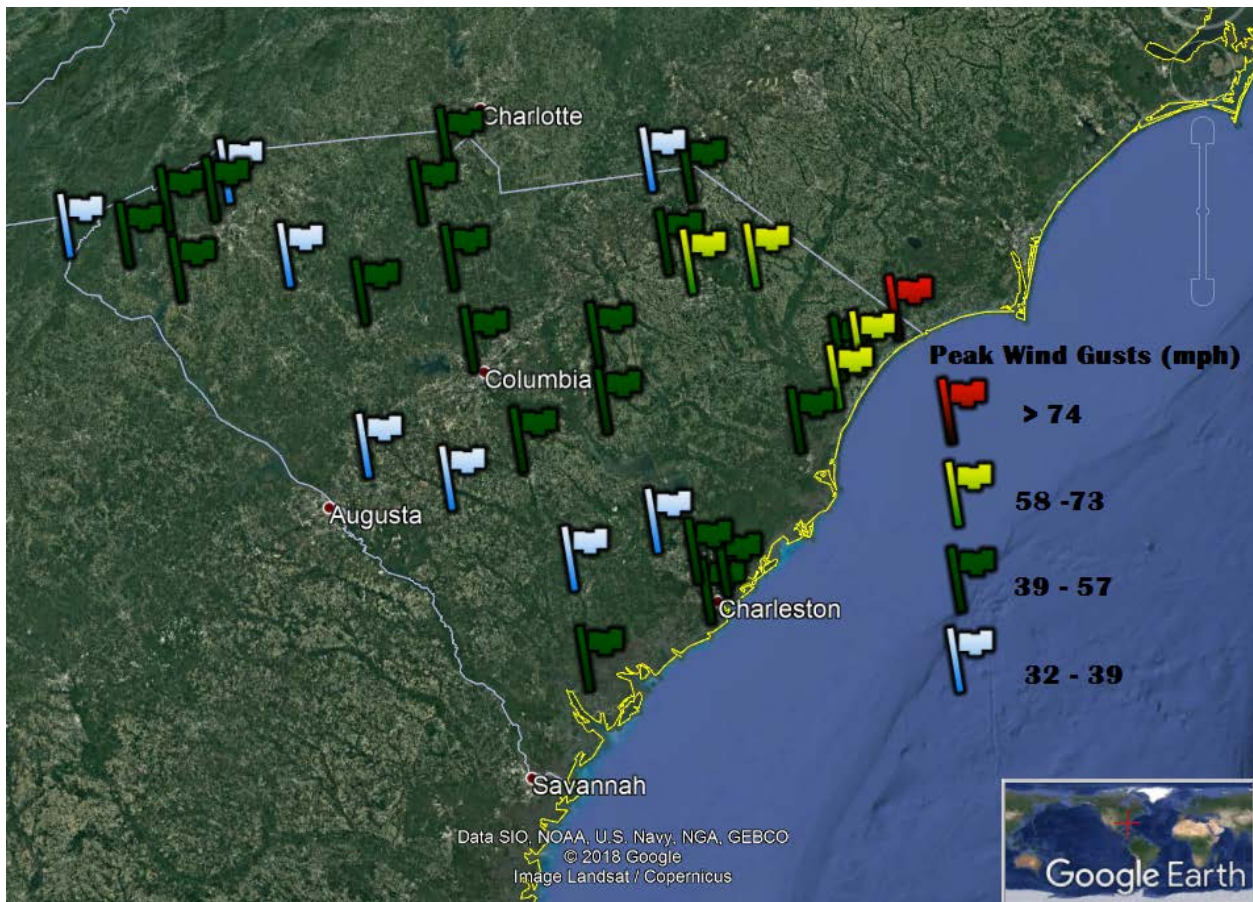 Charlotte
Peak Wind Gusts (mph)
Columbia
> 74
58 -73
Augusta
39 - 57
Charleston
32 - 39
Savannah
Data SIO, NOAA, U.S. Navy, NGA, GEBCO
© 2018 Google
Image Landsat / Copernicus
Google Earth